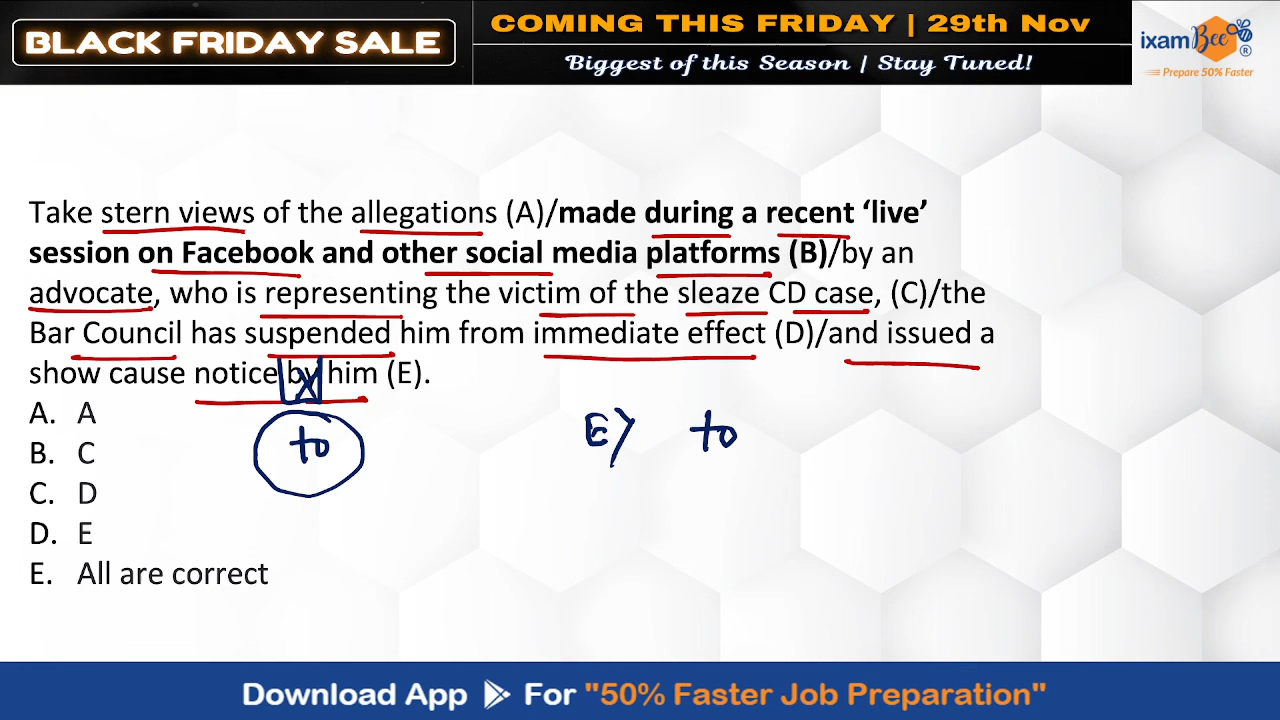 BLACK FRIDAY SALE
COMING THIS FRIDAY | 29th Nov
Biggest of this Season | Stay Tuned!
ixamBee®
Prepare 50% Faster
Take stern views of the allegations (A)/made during a recent ‘live’
session on Facebook and other social media platforms (B)/by an
advocate, who is representing the victim of the sleaze CD case, (C)/the
Bar Council has suspended him from immediate effect (D)/and issued a
show cause notice by him (E).
A. A
B. C
to
E) to
C. D
D. E
E. All are correct
Download App For "50% Faster Job Preparation"